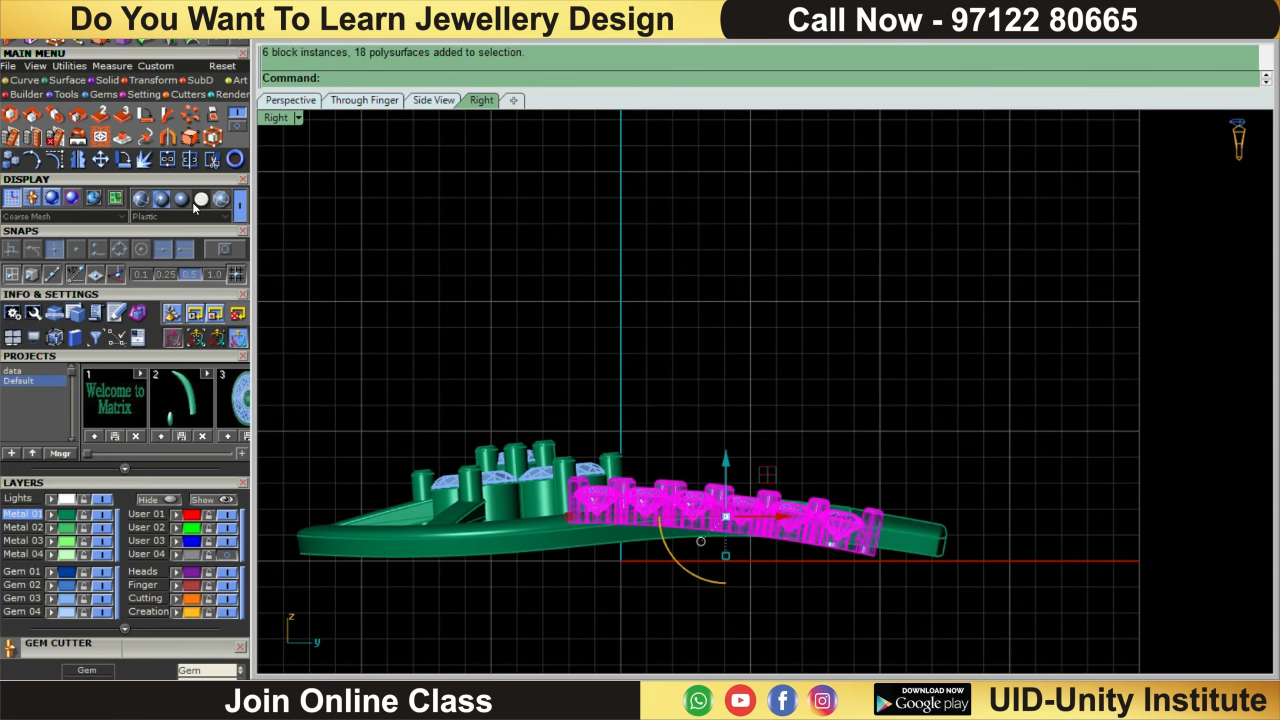 Do You Want To Learn Jewellery Design
Call Now - 97122 80665
MAIN MENU
File View Utilities Measure Custom Reset
Curve Surface Solid Transform SubD Art
Builder Tools Gems Setting Cutters Render
DISPLAY
Coarse Mesh Plastic
SNAPS
0.1 0.25 0.5 1.0
INFO & SETTINGS
PROJECTS
data
Default
1 2 3
Welcome to
Matrix
Mngr
LAYERS
Lights Hide Show
Metal 01 User 01
Metal 02 User 02
Metal 03 User 03
Metal 04 User 04
Gem 01 Heads
Gem 02 Finger
Gem 03 Cutting
Gem 04 Creation
GEM CUTTER
Gem Gem
6 block instances, 18 polysurfaces added to selection.
Command:
Perspective Through Finger Side View Right
Right
z
y
Join Online Class
DOWNLOAD NOW
Google play
UID-Unity Institute